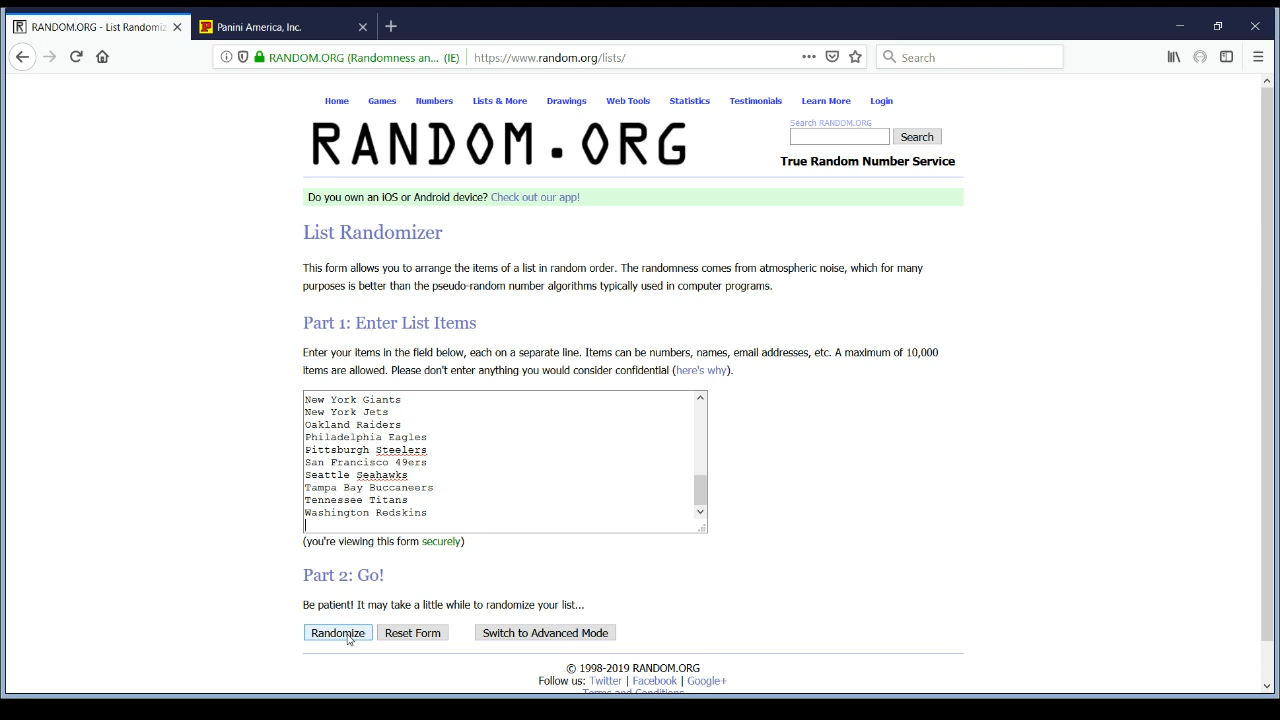 RANDOM.ORG - List Randomiz
Panini America, Inc.
RANDOM.ORG (Randomness an... (IE)
https://www.random.org/lists/
Search
Home Games Numbers Lists & More Drawings Web Tools Statistics Testimonials Learn More Login
RANDOM.ORG
Search RANDOM.ORG
Search
True Random Number Service
Do you own an iOS or Android device? Check out our app!
List Randomizer
This form allows you to arrange the items of a list in random order. The randomness comes from atmospheric noise, which for many
purposes is better than the pseudo-random number algorithms typically used in computer programs.
Part 1: Enter List Items
Enter your items in the field below, each on a separate line. Items can be numbers, names, email addresses, etc. A maximum of 10,000
items are allowed. Please don't enter anything you would consider confidential (here's why).
New York Giants
New York Jets
Oakland Raiders
Philadelphia Eagles
Pittsburgh Steelers
San Francisco 49ers
Seattle Seahawks
Tampa Bay Buccaneers
Tennessee Titans
Washington Redskins
(you're viewing this form securely)
Part 2: Go!
Be patient! It may take a little while to randomize your list...
Randomize Reset Form Switch to Advanced Mode
© 1998-2019 RANDOM.ORG
Follow us: Twitter | Facebook | Google+
Terms and Conditions